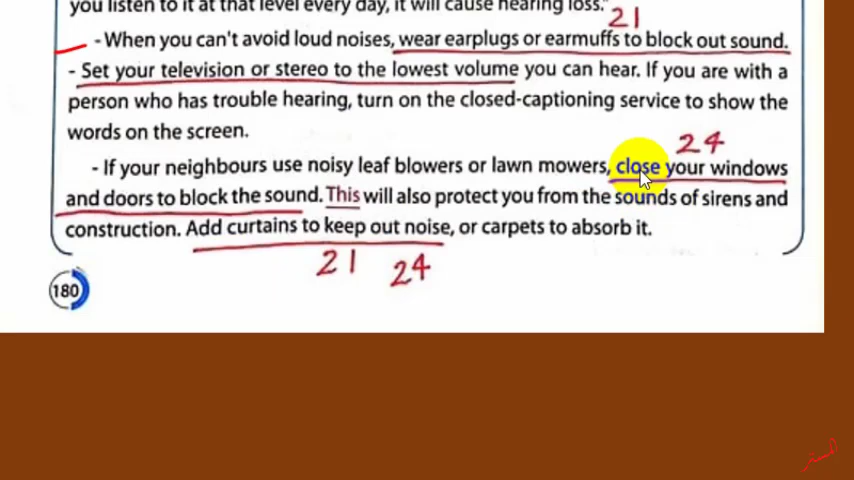 you listen to it at that level every day, it will cause hearing loss."
21
- When you can't avoid loud noises, wear earplugs or earmuffs to block out sound.
- Set your television or stereo to the lowest volume you can hear. If you are with a
person who has trouble hearing, turn on the closed-captioning service to show the
words on the screen.
24
- If your neighbours use noisy leaf blowers or lawn mowers, close your windows
and doors to block the sound. This will also protect you from the sounds of sirens and
construction. Add curtains to keep out noise, or carpets to absorb it.
21 24
180